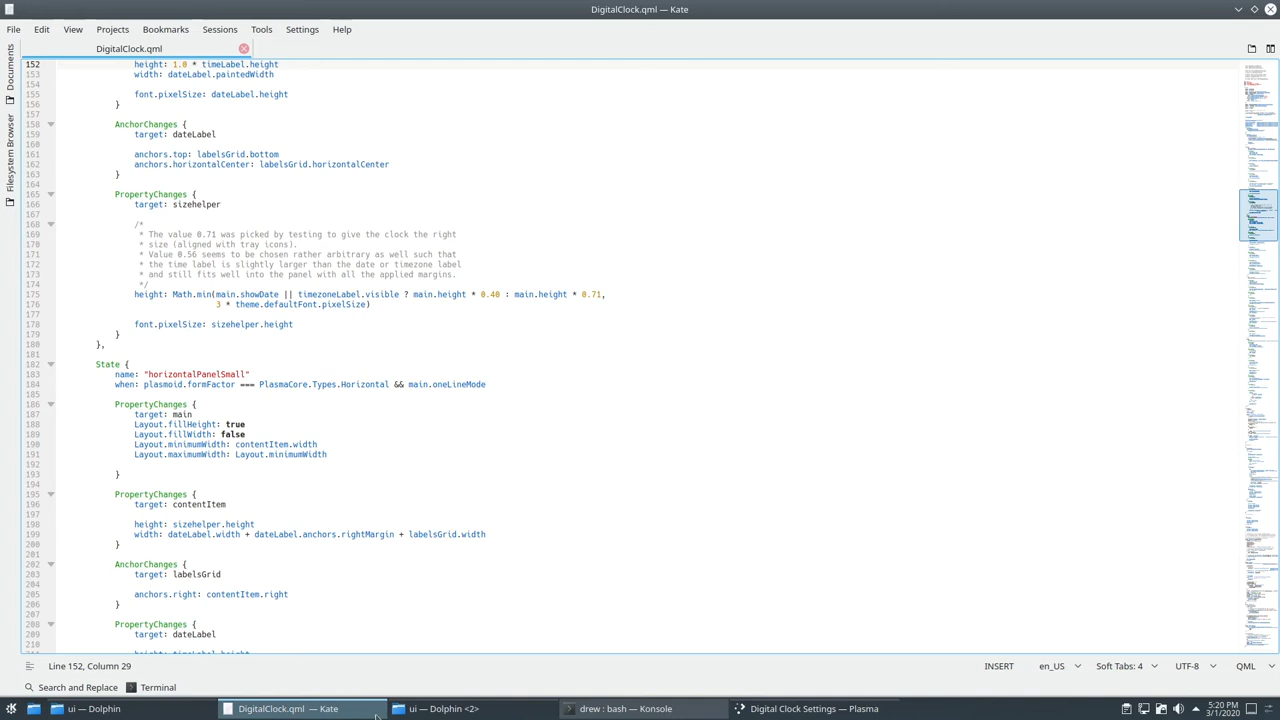 DigitalClock.qml — Kate
File Edit View Projects Bookmarks Sessions Tools Settings Help
DigitalClock.qml
Documents
Filesystem Browser
152 height: 1.0 * timeLabel.height
153 width: dateLabel.paintedWidth
154
155 font.pixelSize: dateLabel.height
156 }
157
158 AnchorChanges {
159 target: dateLabel
160
161 anchors.top: labelsGrid.bottom
162 anchors.horizontalCenter: labelsGrid.horizontalCenter
163 }
164
165 PropertyChanges {
166 target: sizehelper
167
168 /*
169 * The value 0.71 was picked by testing to give the clock the right
170 * size (aligned with tray icons).
171 * Value 0.56 seems to be chosen rather arbitrary as well such that
172 * the time label is slightly larger than the date or timezone label
173 * and still fits well into the panel with all the applied margins.
174 */
175 height: Math.min(main.showDate || timezoneLabel.visible ? main.height * 0.40 : main.height * 0.71,
176 3 * theme.defaultFont.pixelSize)
177
178 font.pixelSize: sizehelper.height
179 }
180 },
181
182 State {
183 name: "horizontalPanelSmall"
184 when: plasmoid.formFactor === PlasmaCore.Types.Horizontal && main.oneLineMode
185
186 PropertyChanges {
187 target: main
188 Layout.fillHeight: true
189 Layout.fillWidth: false
190 Layout.minimumWidth: contentItem.width
191 Layout.maximumWidth: Layout.minimumWidth
192
193 }
194
195 PropertyChanges {
196 target: contentItem
197
198 height: sizehelper.height
199 width: dateLabel.width + dateLabel.anchors.rightMargin + labelsGrid.width
200 }
201
202 AnchorChanges {
203 target: labelsGrid
204
205 anchors.right: contentItem.right
206 }
207
208 PropertyChanges {
209 target: dateLabel
210
Line 152, Column 29 INSERT en_US Soft Tabs: 4 UTF-8 QML
Search and Replace Terminal
ui — Dolphin DigitalClock.qml — Kate ui — Dolphin <2> drew : bash — Konsole Digital Clock Settings — Plasma 5:20 PM
3/1/2020